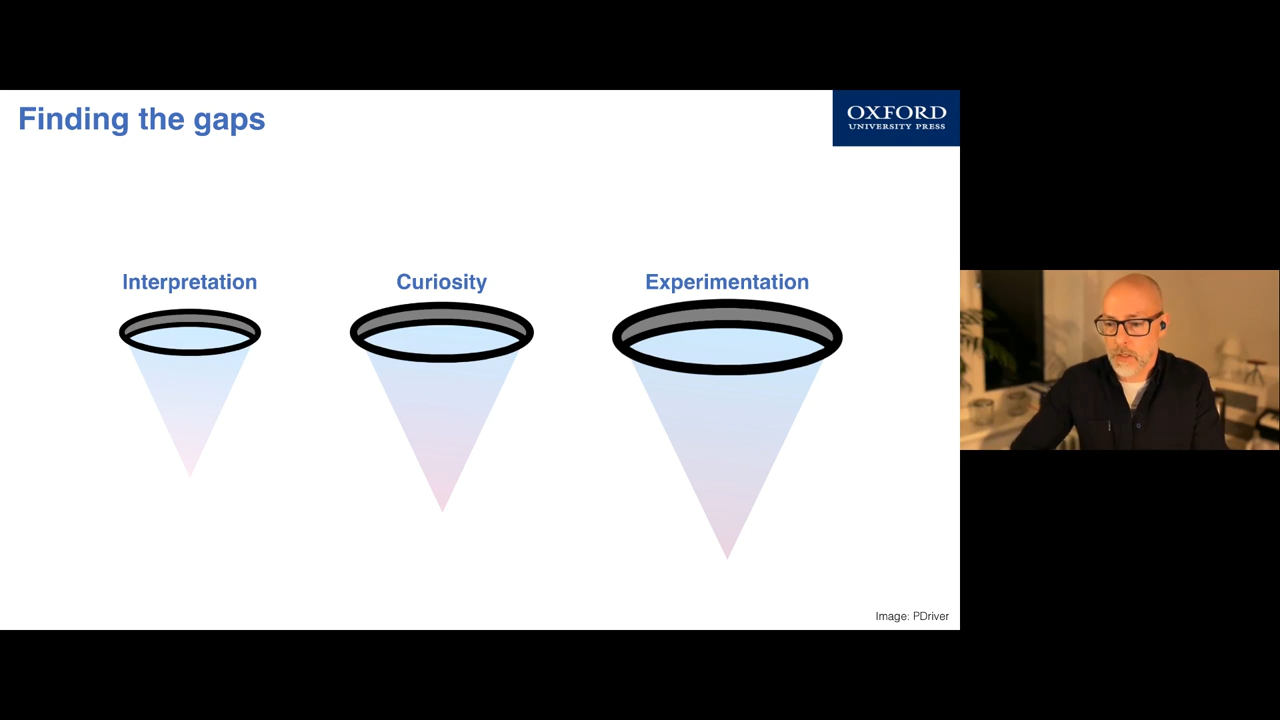 Finding the gaps
OXFORD
UNIVERSITY PRESS
Interpretation
Curiosity
Experimentation
Image: PDriver